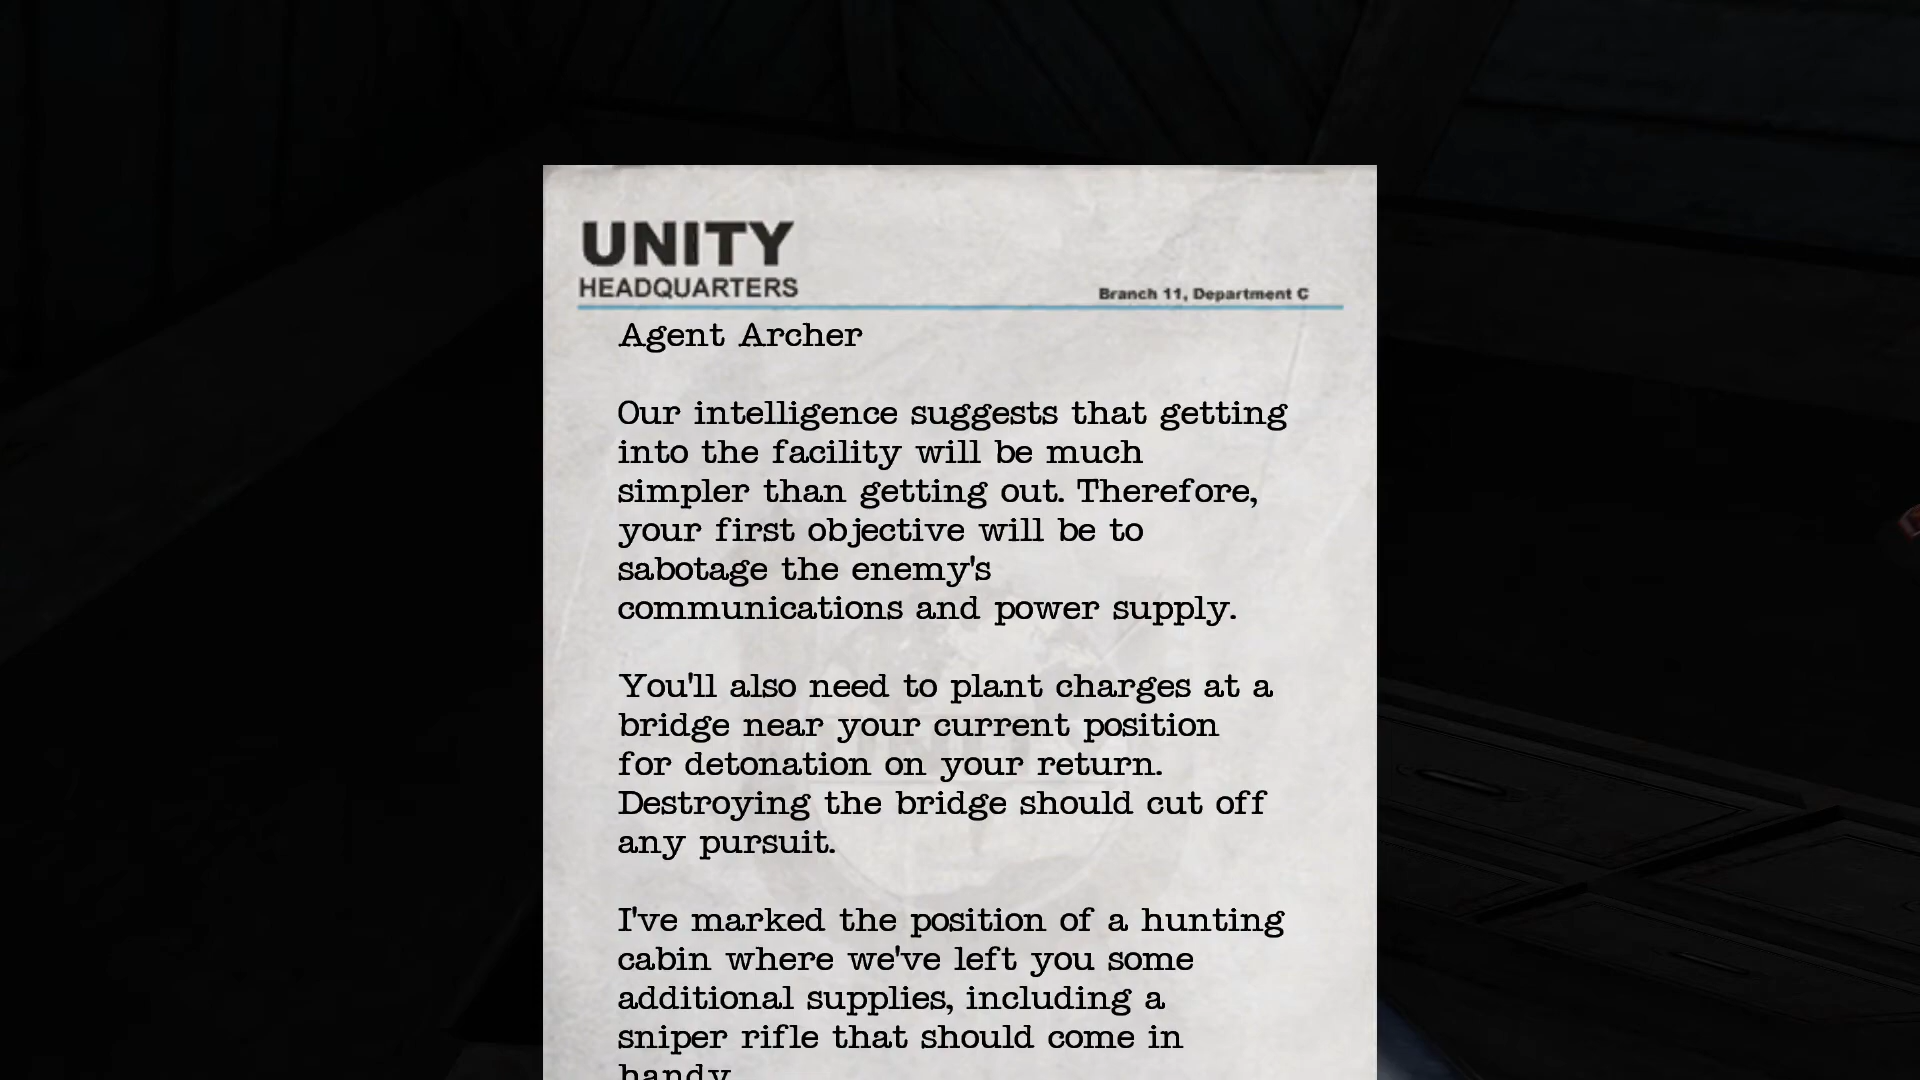 UNITY
HEADQUARTERS
Branch 11, Department C
Agent Archer
Our intelligence suggests that getting
into the facility will be much
simpler than getting out. Therefore,
your first objective will be to
sabotage the enemy's
communications and power supply.
You'll also need to plant charges at a
bridge near your current position
for detonation on your return.
Destroying the bridge should cut off
any pursuit.
I've marked the position of a hunting
cabin where we've left you some
additional supplies, including a
sniper rifle that should come in
handy.